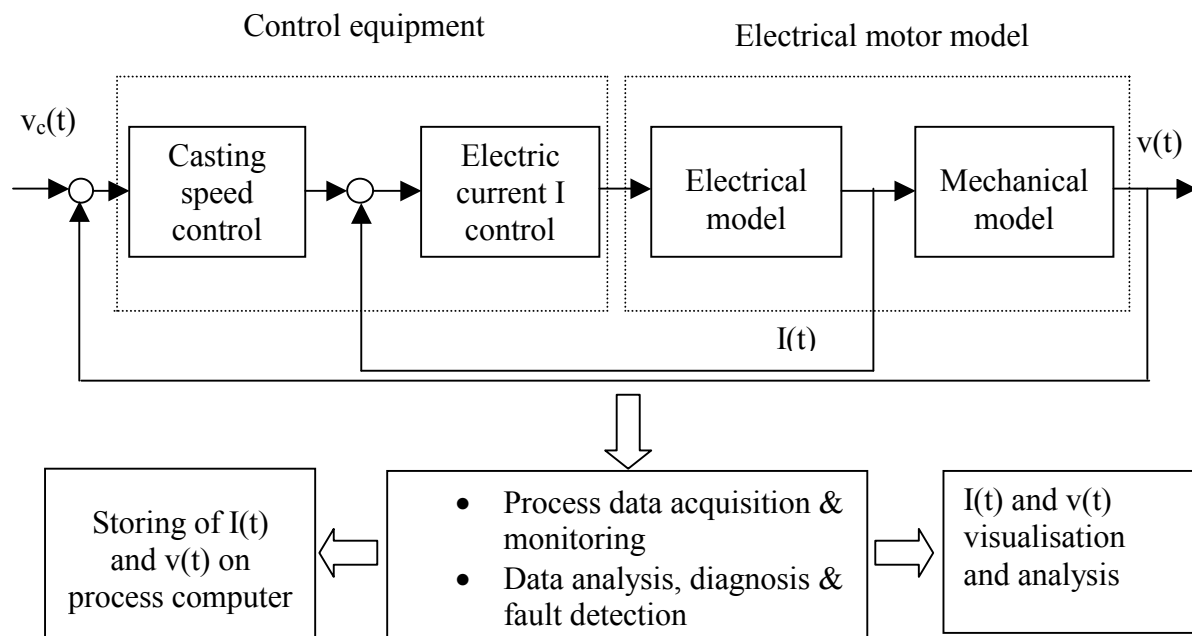 Control equipment
Electrical motor model
v_c(t)
Casting
speed
control
Electric
current I
control
Electrical
model
Mechanical
model
v(t)
I(t)
Storing of I(t)
and v(t) on
process computer
• Process data acquisition &
monitoring
• Data analysis, diagnosis &
fault detection
I(t) and v(t)
visualisation
and analysis